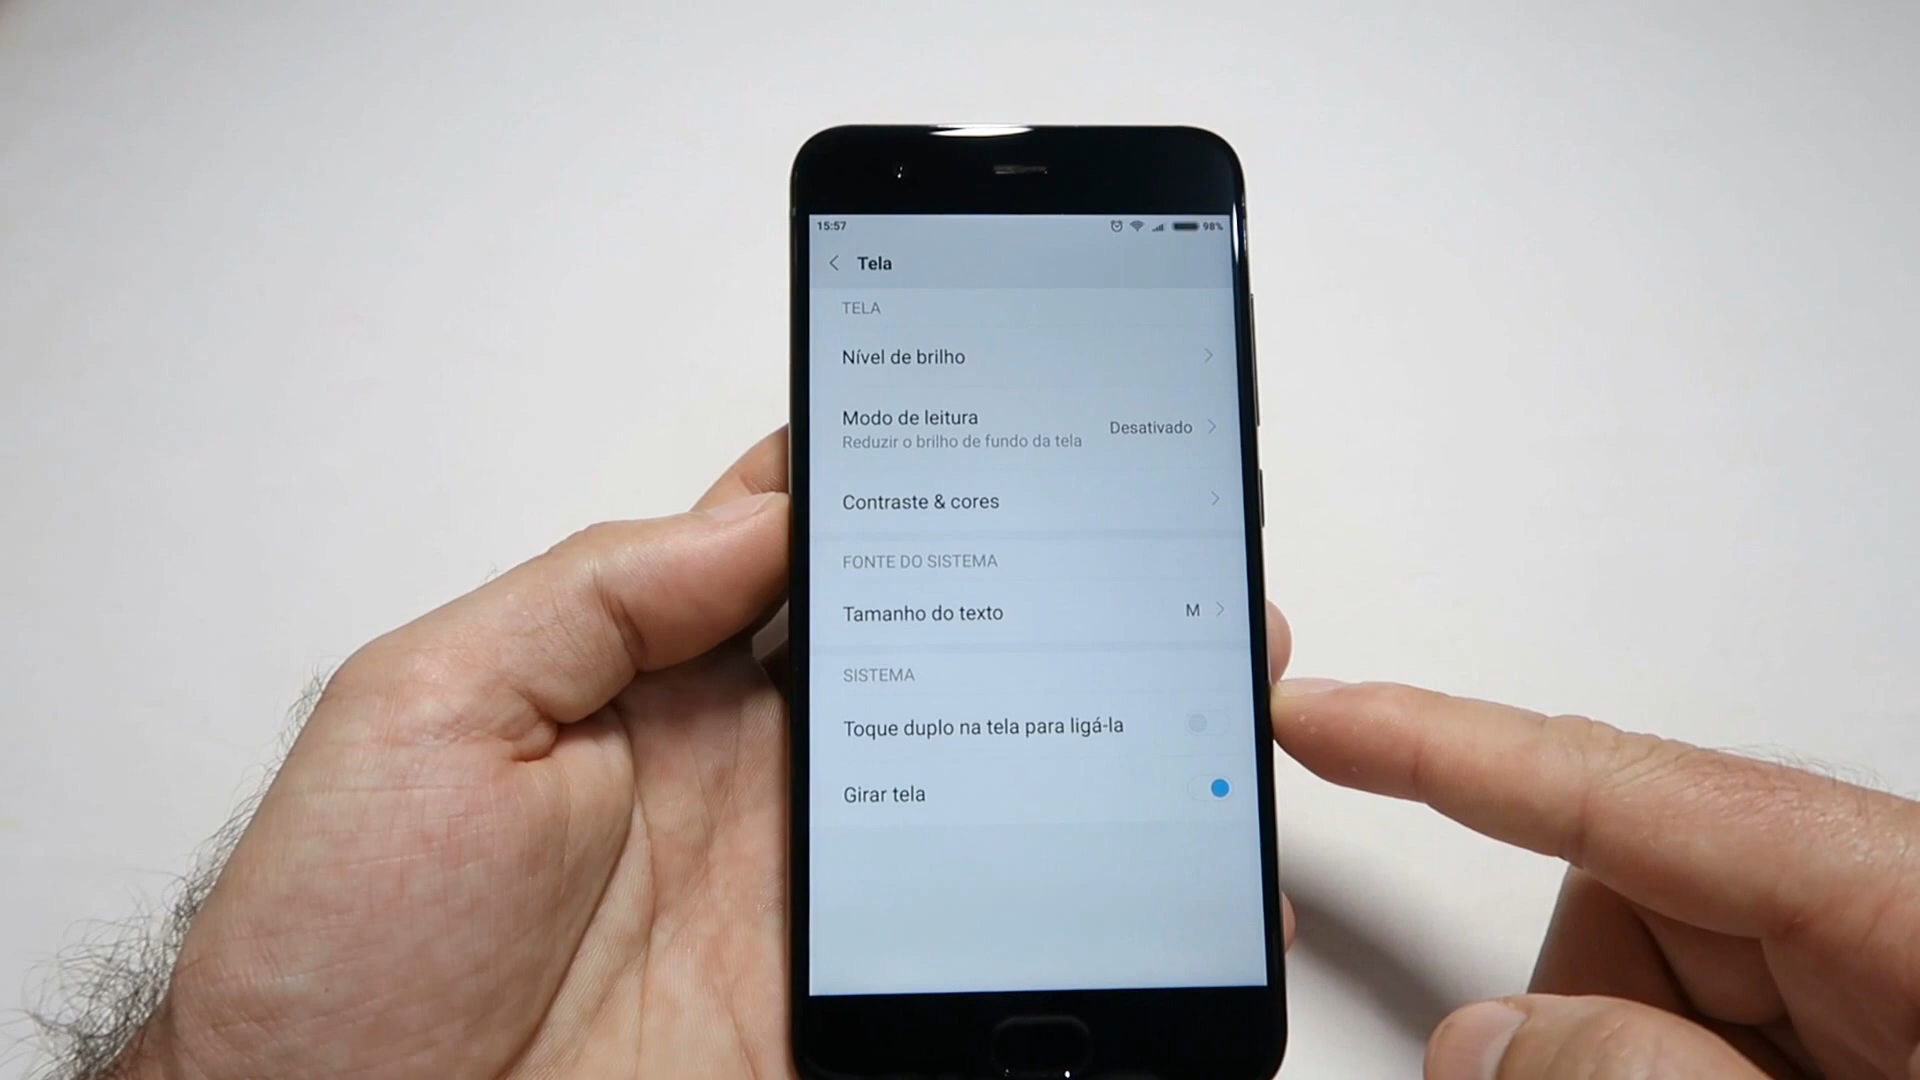 15:57
98%
Tela
TELA
Nível de brilho
Modo de leitura
Reduzir o brilho de fundo da tela
Desativado
Contraste & cores
FONTE DO SISTEMA
Tamanho do texto
M
SISTEMA
Toque duplo na tela para ligá-la
Girar tela